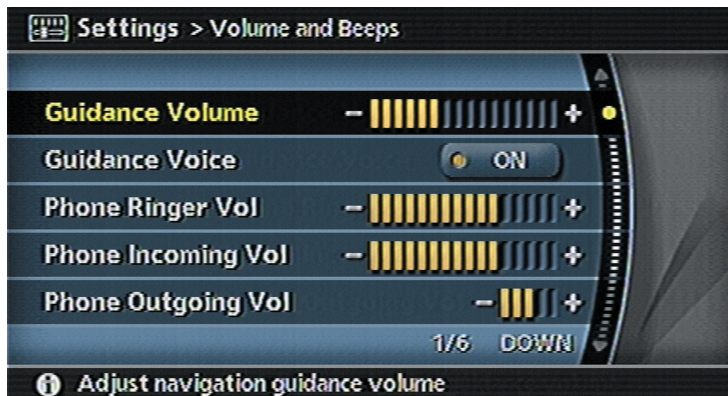 Settings > Volume and Beeps
Guidance Volume - +
Guidance Voice ON
Phone Ringer Vol - +
Phone Incoming Vol - +
Phone Outgoing Vol - +
1/6 DOWN
i Adjust navigation guidance volume